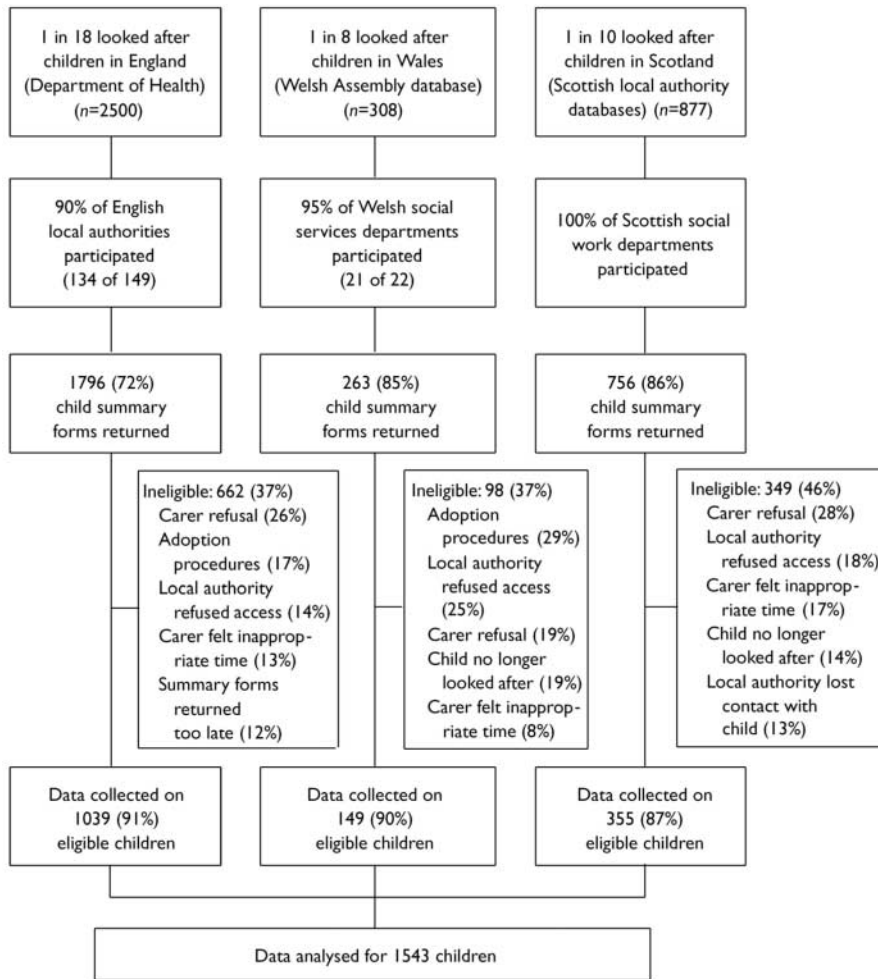 1 in 18 looked after
children in England
(Department of Health)
(n=2500)
1 in 8 looked after
children in Wales
(Welsh Assembly database)
(n=308)
1 in 10 looked after
children in Scotland
(Scottish local authority
databases) (n=877)
90% of English
local authorities
participated
(134 of 149)
95% of Welsh social
services departments
participated
(21 of 22)
100% of Scottish social
work departments
participated
1796 (72%)
child summary
forms returned
263 (85%)
child summary
forms returned
756 (86%)
child summary
forms returned
Ineligible: 662 (37%)
Carer refusal (26%)
Adoption
procedures (17%)
Local authority
refused access (14%)
Carer felt inapprop-
riate time (13%)
Summary forms
returned
too late (12%)
Ineligible: 98 (37%)
Adoption
procedures (29%)
Local authority
refused access
(25%)
Carer refusal (19%)
Child no longer
looked after (19%)
Carer felt inapprop-
riate time (8%)
Ineligible: 349 (46%)
Carer refusal (28%)
Local authority
refused access (18%)
Carer felt inapprop-
riate time (17%)
Child no longer
looked after (14%)
Local authority lost
contact with
child (13%)
Data collected on
1039 (91%)
eligible children
Data collected on
149 (90%)
eligible children
Data collected on
355 (87%)
eligible children
Data analysed for 1543 children